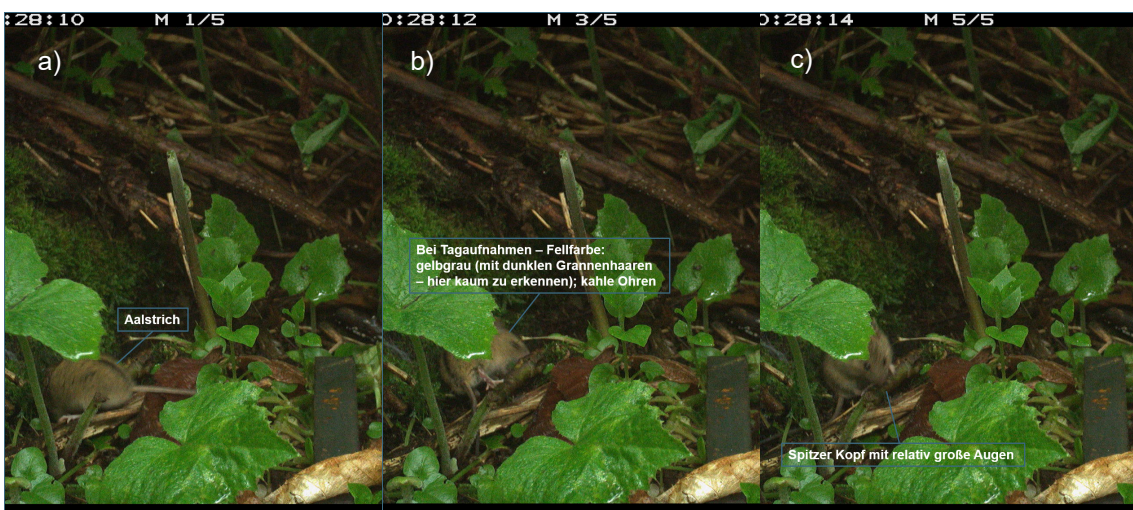 :28:10 M 1/5
0:28:12 M 3/5
0:28:14 M 5/5
a)
b)
c)
Bei Tagaufnahmen – Fellfarbe:
gelbgrau (mit dunklen Grannenhaaren
– hier kaum zu erkennen); kahle Ohren
Aalstrich
Spitzer Kopf mit relativ große Augen